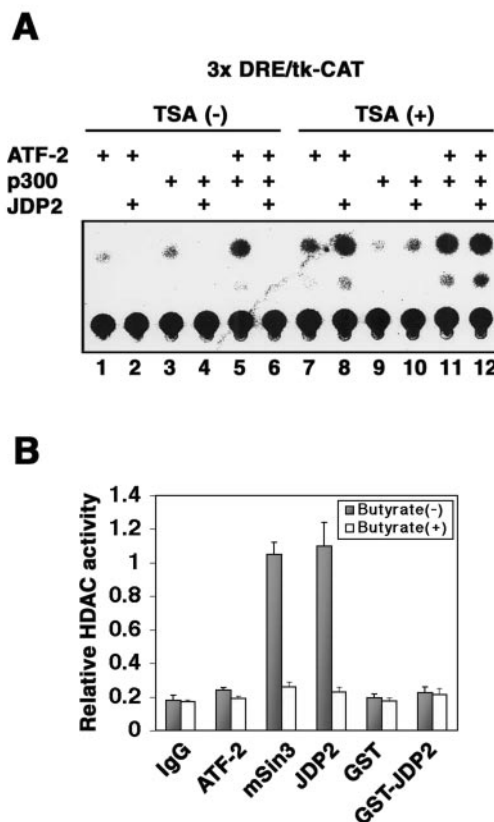 A
3x DRE/tk-CAT
TSA (-) TSA (+)
ATF-2 + + + + + + + +
p300 + + + + + + + +
JDP2 + + + + + +
1 2 3 4 5 6 7 8 9 10 11 12
B
Relative HDAC activity
1.4
1.2
1
0.8
0.6
0.4
0.2
0
Butyrate(-)
Butyrate(+)
IgG ATF-2 mSin3 JDP2 GST GST-JDP2